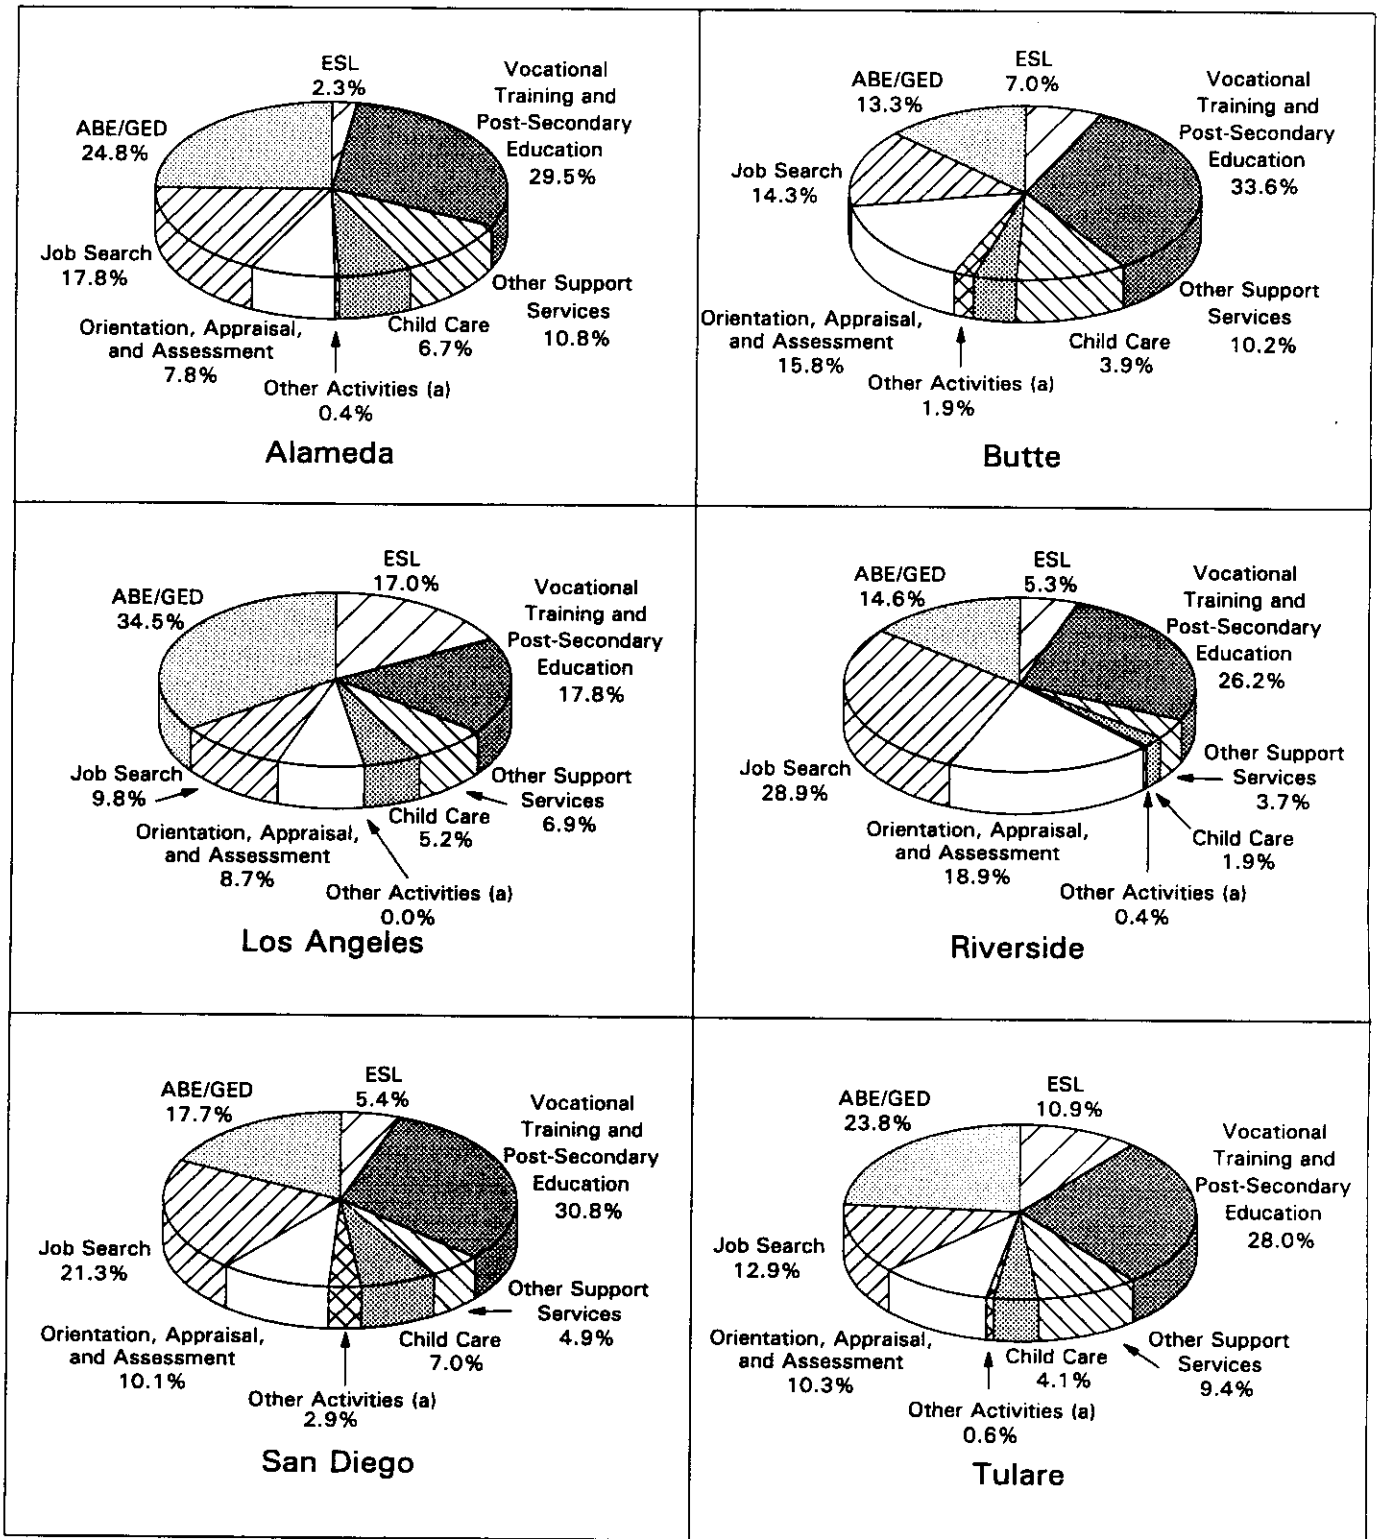 ESL
2.3%
Vocational
Training and
Post-Secondary
Education
29.5%
ABE/GED
24.8%
Job Search
17.8%
Other Support
Services
10.8%
Orientation, Appraisal,
and Assessment
7.8%
Child Care
6.7%
Other Activities (a)
0.4%
Alameda
ESL
7.0%
Vocational
Training and
Post-Secondary
Education
33.6%
ABE/GED
13.3%
Job Search
14.3%
Other Support
Services
10.2%
Orientation, Appraisal,
and Assessment
15.8%
Child Care
3.9%
Other Activities (a)
1.9%
Butte
ESL
17.0%
Vocational
Training and
Post-Secondary
Education
17.8%
ABE/GED
34.5%
Job Search
9.8%
Other Support
Services
6.9%
Orientation, Appraisal,
and Assessment
8.7%
Child Care
5.2%
Other Activities (a)
0.0%
Los Angeles
ESL
5.3%
Vocational
Training and
Post-Secondary
Education
26.2%
ABE/GED
14.6%
Job Search
28.9%
Other Support
Services
3.7%
Orientation, Appraisal,
and Assessment
18.9%
Child Care
1.9%
Other Activities (a)
0.4%
Riverside
ESL
5.4%
Vocational
Training and
Post-Secondary
Education
30.8%
ABE/GED
17.7%
Job Search
21.3%
Other Support
Services
4.9%
Orientation, Appraisal,
and Assessment
10.1%
Child Care
7.0%
Other Activities (a)
2.9%
San Diego
ESL
10.9%
Vocational
Training and
Post-Secondary
Education
28.0%
ABE/GED
23.8%
Job Search
12.9%
Other Support
Services
9.4%
Orientation, Appraisal,
and Assessment
10.3%
Child Care
4.1%
Other Activities (a)
0.6%
Tulare